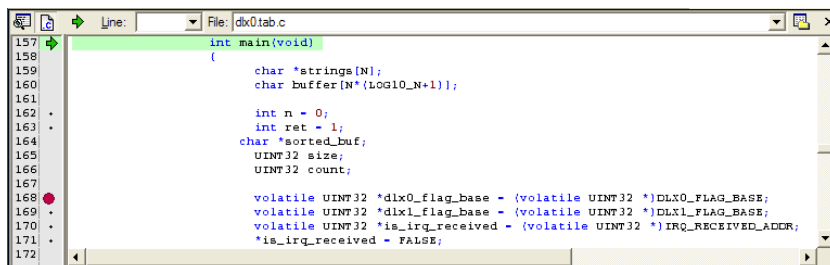 Line: File: dlx0.tab.c
157 int main(void)
158 {
159 char *strings[N];
160 char buffer[N*(LOG10_N+1)];
161
162 int n = 0;
163 int ret = 1;
164 char *sorted_buf;
165 UINT32 size;
166 UINT32 count;
167
168 volatile UINT32 *dlx0_flag_base = (volatile UINT32 *)DLX0_FLAG_BASE;
169 volatile UINT32 *dlx1_flag_base = (volatile UINT32 *)DLX1_FLAG_BASE;
170 volatile UINT32 *is_irq_received = (volatile UINT32 *)IRQ_RECEIVED_ADDR;
171 *is_irq_received = FALSE;
172